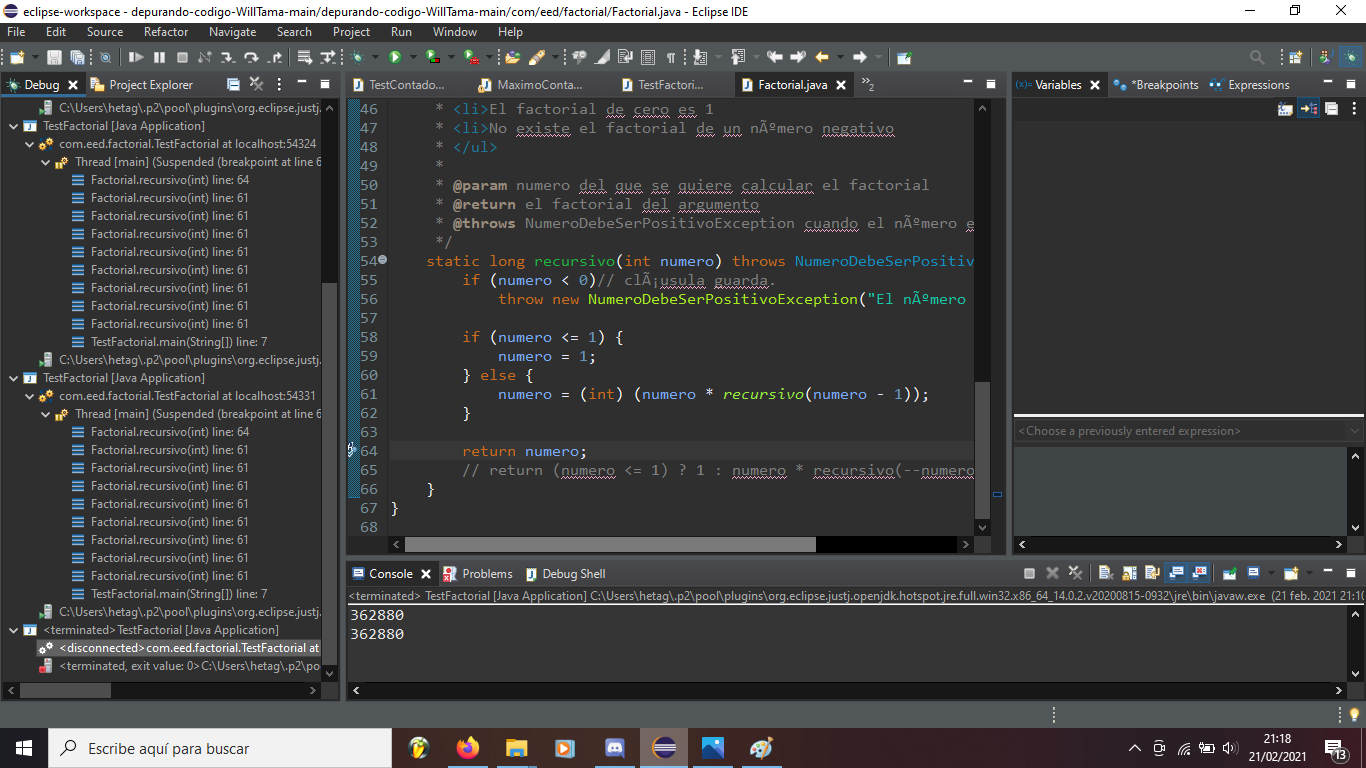 eclipse-workspace - depurando-codigo-WillTama-main/depurando-codigo-WillTama-main/com/eed/factorial/Factorial.java - Eclipse IDE
File Edit Source Refactor Navigate Search Project Run Window Help
Debug Project Explorer
C:\Users\hetag\.p2\pool\plugins\org.eclipse.justj.
TestFactorial [Java Application]
com.eed.factorial.TestFactorial at localhost:54324
Thread [main] (Suspended (breakpoint at line 6
Factorial.recursivo(int) line: 64
Factorial.recursivo(int) line: 61
Factorial.recursivo(int) line: 61
Factorial.recursivo(int) line: 61
Factorial.recursivo(int) line: 61
Factorial.recursivo(int) line: 61
Factorial.recursivo(int) line: 61
Factorial.recursivo(int) line: 61
Factorial.recursivo(int) line: 61
TestFactorial.main(String[]) line: 7
C:\Users\hetag\.p2\pool\plugins\org.eclipse.justj.
TestFactorial [Java Application]
com.eed.factorial.TestFactorial at localhost:54331
Thread [main] (Suspended (breakpoint at line 6
Factorial.recursivo(int) line: 64
Factorial.recursivo(int) line: 61
Factorial.recursivo(int) line: 61
Factorial.recursivo(int) line: 61
Factorial.recursivo(int) line: 61
Factorial.recursivo(int) line: 61
Factorial.recursivo(int) line: 61
Factorial.recursivo(int) line: 61
Factorial.recursivo(int) line: 61
TestFactorial.main(String[]) line: 7
C:\Users\hetag\.p2\pool\plugins\org.eclipse.justj.
<terminated>TestFactorial [Java Application]
<disconnected>com.eed.factorial.TestFactorial at
<terminated, exit value: 0>C:\Users\hetag\.p2\po
TestContado... MaximoConta... TestFactori... Factorial.java 2
46 * <li>El factorial de cero es 1
47 * <li>No existe el factorial de un nÃºmero negativo
48 * </ul>
49 *
50 * @param numero del que se quiere calcular el factorial
51 * @return el factorial del argumento
52 * @throws NumeroDebeSerPositivoException cuando el nÃºmero e
53 */
54 static long recursivo(int numero) throws NumeroDebeSerPositiv
55 if (numero < 0)// clÃ¡usula guarda.
56 throw new NumeroDebeSerPositivoException("El nÃºmero
57
58 if (numero <= 1) {
59 numero = 1;
60 } else {
61 numero = (int) (numero * recursivo(numero - 1));
62 }
63
64 return numero;
65 // return (numero <= 1) ? 1 : numero * recursivo(--numero
66 }
67 }
68
Variables *Breakpoints Expressions
<Choose a previously entered expression>
Console Problems Debug Shell
<terminated> TestFactorial [Java Application] C:\Users\hetag\.p2\pool\plugins\org.eclipse.justj.openjdk.hotspot.jre.full.win32.x86_64_14.0.2.v20200815-0932\jre\bin\javaw.exe (21 feb. 2021 21:10
362880
362880
Escribe aquí para buscar
21:18
21/02/2021
13